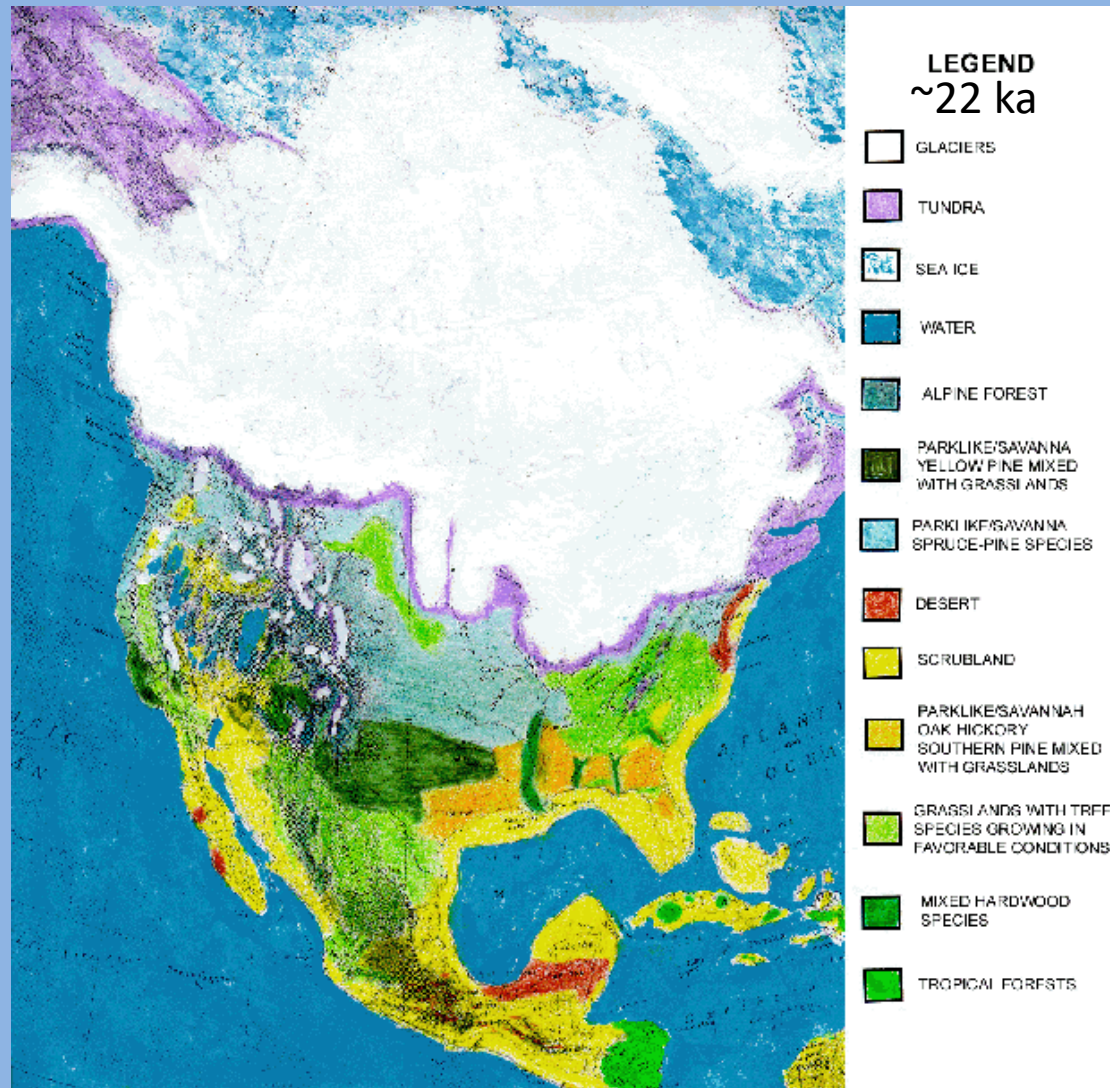 LEGEND
~22 ka
GLACIERS
TUNDRA
SEA ICE
WATER
ALPINE FOREST
PARKLIKE/SAVANNA
YELLOW PINE MIXED
WITH GRASSLANDS
PARKLIKE/SAVANNA
SPRUCE-PINE SPECIES
DESERT
SCRUBLAND
PARKLIKE/SAVANNAH
OAK HICKORY
SOUTHERN PINE MIXED
WITH GRASSLANDS
GRASSLANDS WITH TREE
SPECIES GROWING IN
FAVORABLE CONDITIONS
MIXED HARDWOOD
SPECIES
TROPICAL FORESTS